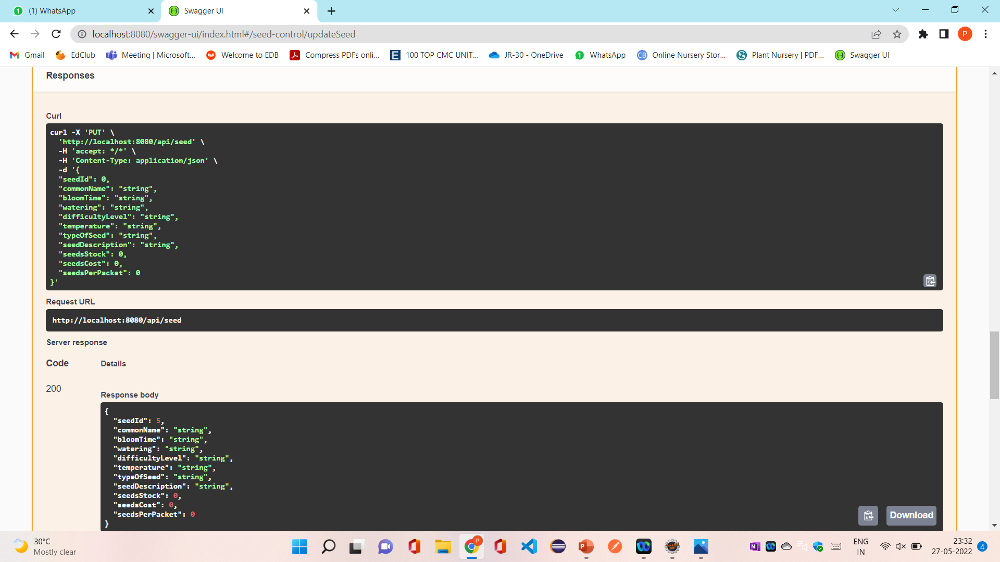 (1) WhatsApp
Swagger UI
localhost:8080/swagger-ui/index.html#/seed-control/updateSeed
P
Gmail
EdClub
Meeting | Microsoft...
Welcome to EDB
Compress PDFs onli...
100 TOP CMC UNIT...
JR-30 - OneDrive
WhatsApp
Online Nursery Stor...
Plant Nursery | PDF...
Swagger UI
Responses
Curl
curl -X 'PUT' \
'http://localhost:8080/api/seed' \
-H 'accept: */*' \
-H 'Content-Type: application/json' \
-d '{
"seedId": 0,
"commonName": "string",
"bloomTime": "string",
"watering": "string",
"difficultyLevel": "string",
"temperature": "string",
"typeOfSeed": "string",
"seedDescription": "string",
"seedsStock": 0,
"seedsCost": 0,
"seedsPerPacket": 0
}'
Request URL
http://localhost:8080/api/seed
Server response
Code
Details
200
Response body
{
"seedId": 5,
"commonName": "string",
"bloomTime": "string",
"watering": "string",
"difficultyLevel": "string",
"temperature": "string",
"typeOfSeed": "string",
"seedDescription": "string",
"seedsStock": 0,
"seedsCost": 0,
"seedsPerPacket": 0
}
Download
30°C
Mostly clear
ENG
IN
23:32
27-05-2022
4